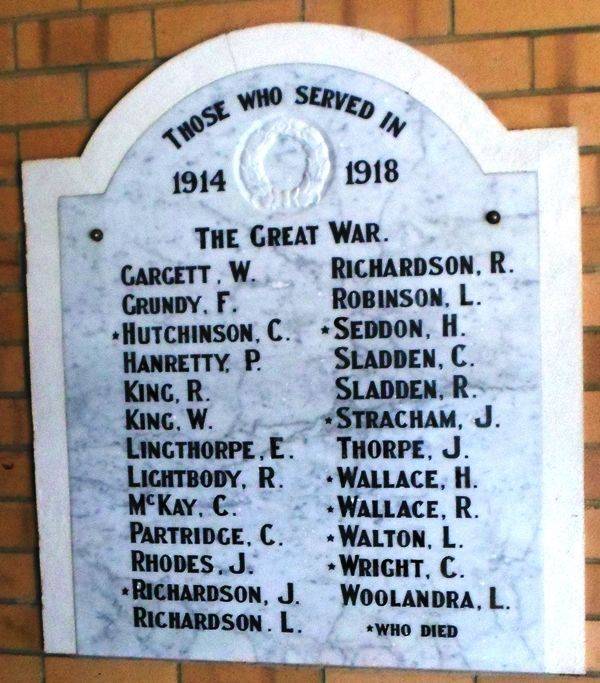 THOSE WHO SERVED IN
1914 1918
THE GREAT WAR.
GARGETT, W.
GRUNDY, F.
*HUTCHINSON, C.
HANRETTY, P.
KING, R.
KING, W.
LINGTHORPE, E.
LIGHTBODY, R.
McKAY, C.
PARTRIDGE, C.
RHODES, J.
*RICHARDSON, J.
RICHARDSON. L.
RICHARDSON, R.
ROBINSON, L.
*SEDDON, H.
SLADDEN, C.
SLADDEN, R.
*STRACHAM, J.
THORPE, J.
*WALLACE, H.
*WALLACE, R.
*WALTON, L.
*WRIGHT, C.
WOOLANDRA, L.
*WHO DIED